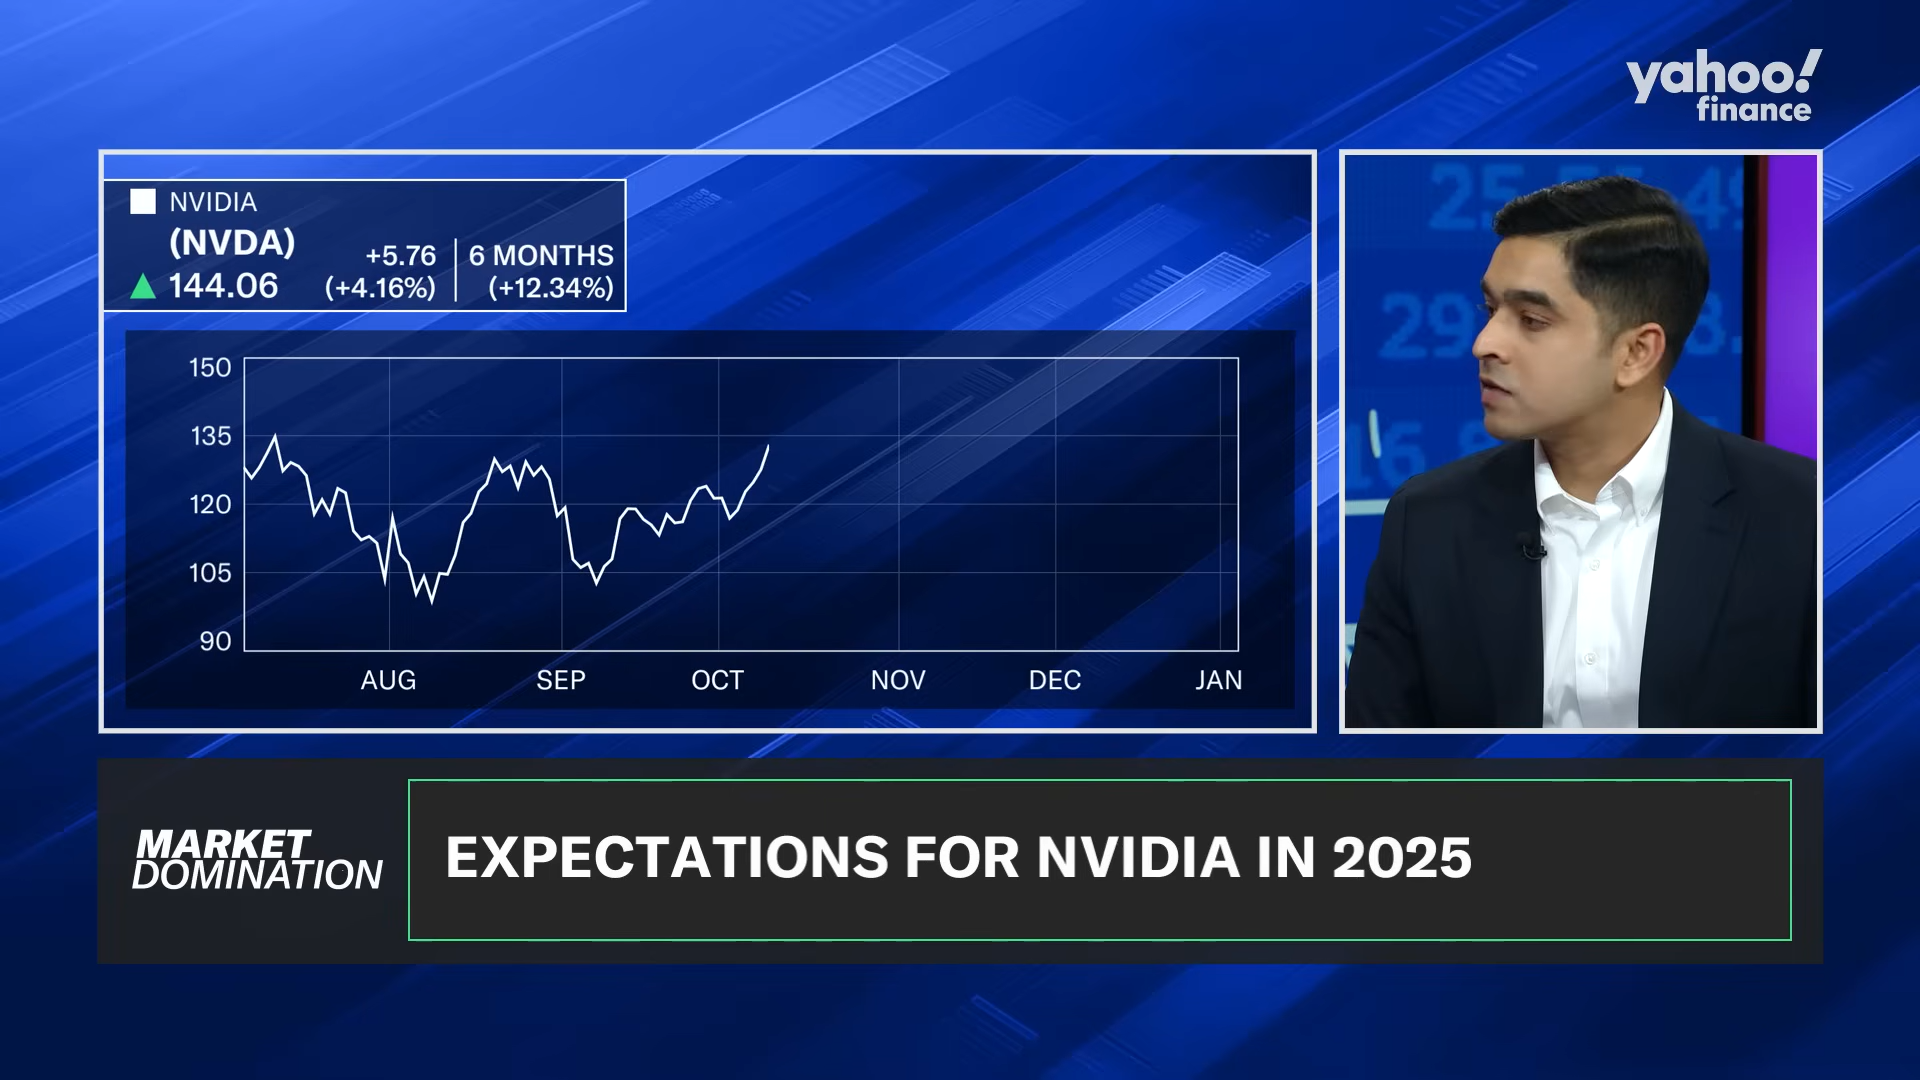 yahoo!
finance
NVIDIA
(NVDA)
144.06
+5.76
(+4.16%)
6 MONTHS
(+12.34%)
150
135
120
105
90
AUG SEP OCT NOV DEC JAN
MARKET
DOMINATION
EXPECTATIONS FOR NVIDIA IN 2025